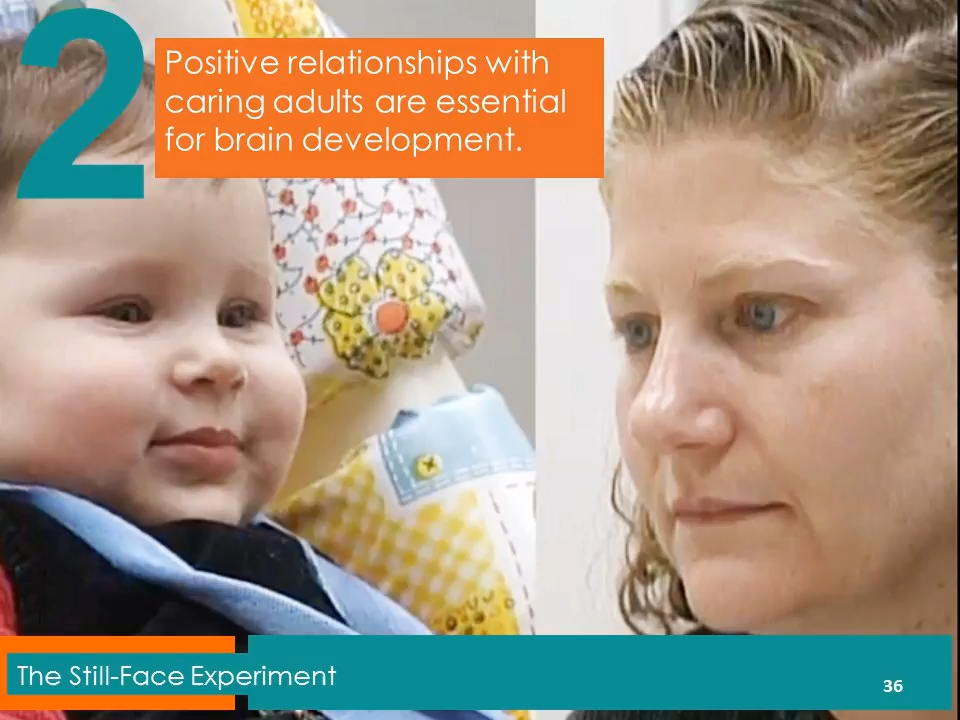 2
Positive relationships with
caring adults are essential
for brain development.
The Still-Face Experiment
36